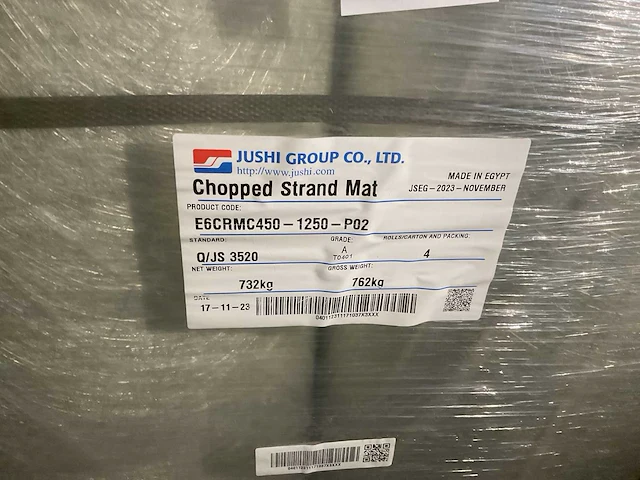 JUSHI GROUP CO., LTD.
http://www.jushi.com
Chopped Strand Mat
MADE IN EGYPT
JSEG-2023-NOVEMBER
PRODUCT CODE:
E6CRMC450-1250-P02
STANDARD: GRADE: ROLLS/CARTON AND PACKING:
Q/JS 3520 A 4
T0401
NET WEIGHT: GROSS WEIGHT:
732kg 762kg
DATE
17-11-23